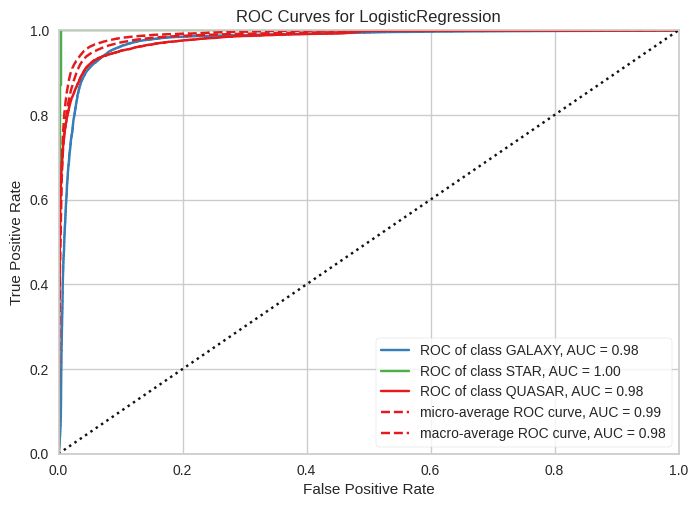 ROC Curves for LogisticRegression
1.0
0.8
0.6
0.4
0.2
0.0
True Positive Rate
ROC of class GALAXY, AUC = 0.98
ROC of class STAR, AUC = 1.00
ROC of class QUASAR, AUC = 0.98
micro-average ROC curve, AUC = 0.99
macro-average ROC curve, AUC = 0.98
0.0 0.2 0.4 0.6 0.8 1.0
False Positive Rate